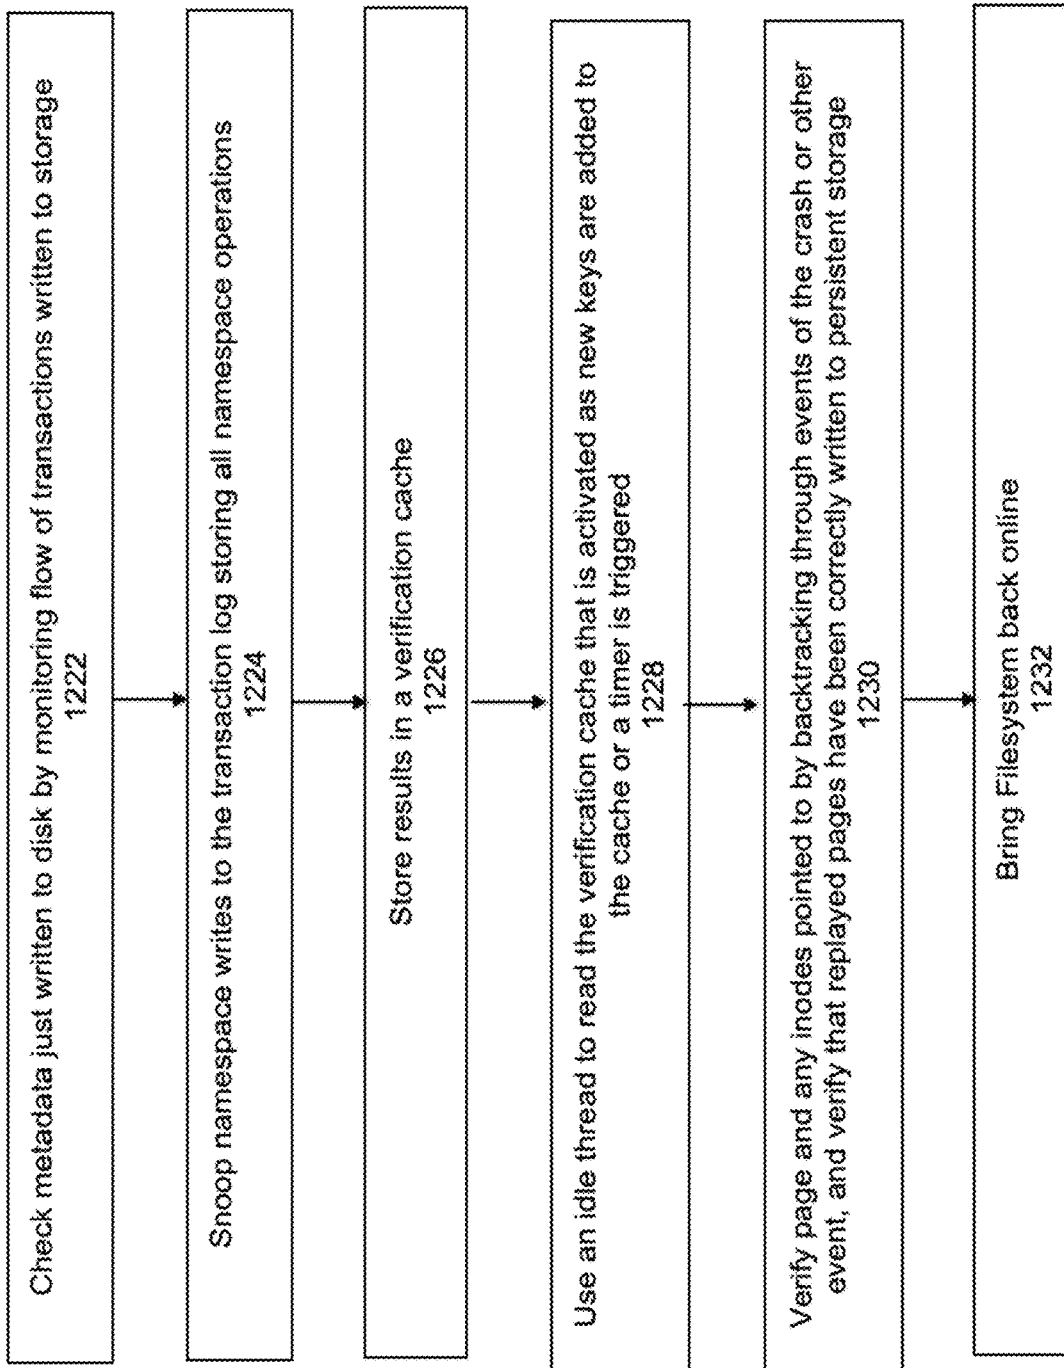 Check metadata just written to disk by monitoring flow of transactions written to storage
1222
Snoop namespace writes to the transaction log storing all namespace operations
1224
Store results in a verification cache
1226
Use an idle thread to read the verification cache that is activated as new keys are added to
the cache or a timer is triggered
1228
Verify page and any inodes pointed to by backtracking through events of the crash or other
event, and verify that replayed pages have been correctly written to persistent storage
1230
Bring Filesystem back online
1232